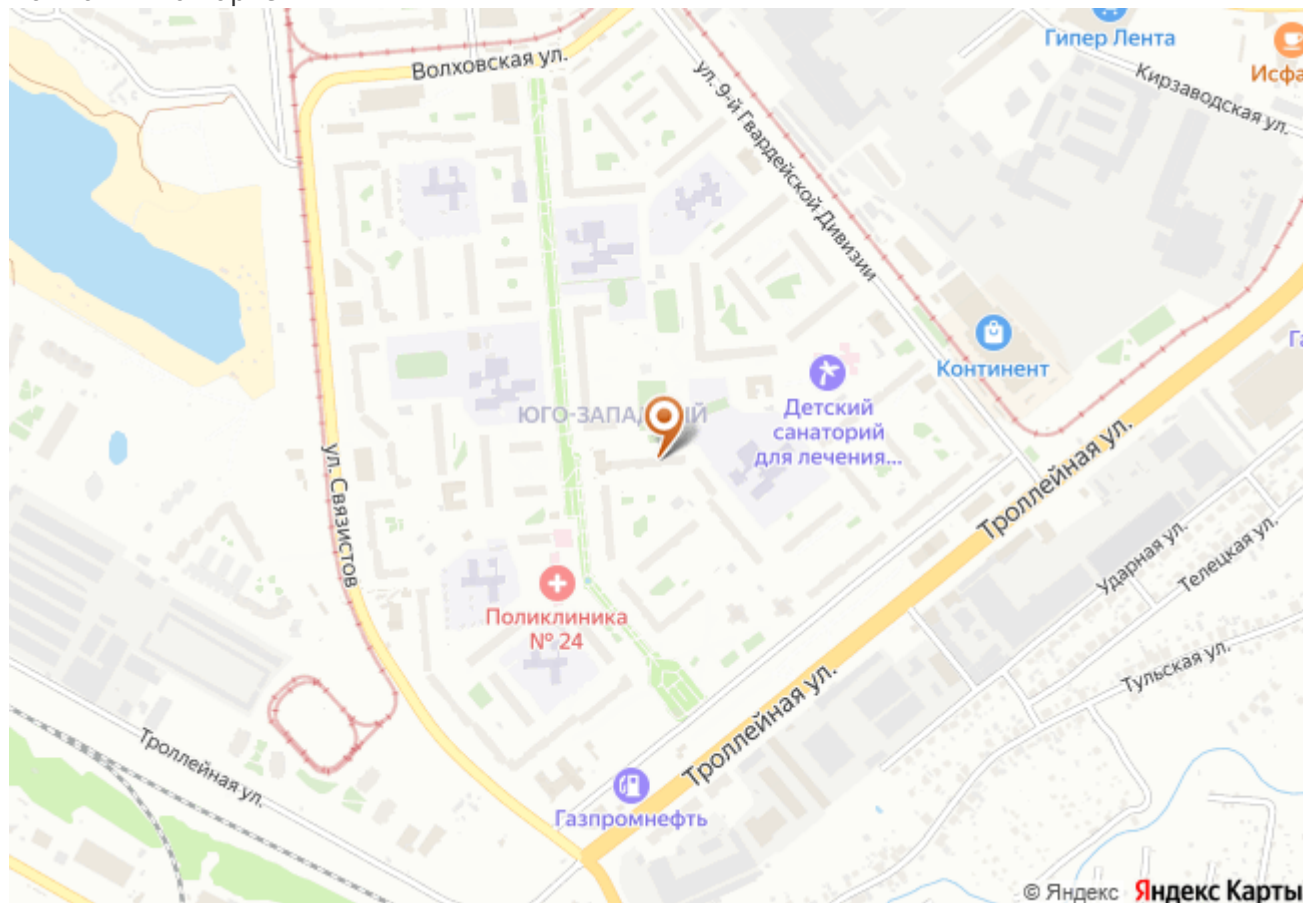 Волховская ул.
Гипер Лента
Исфа
Кирзаводская ул.
ул. 9-й Гвардейской Дивизии
Континент
Га
ЮГО-ЗАПАДНЫЙ
Детский
санаторий
для лечения...
ул. Связистов
Троллейная ул.
Ударная ул.
Телецкая ул.
Поликлиника
№ 24
Тульская ул.
Троллейная ул.
Троллейная ул.
Газпромнефть
© Яндекс Яндекс Карты